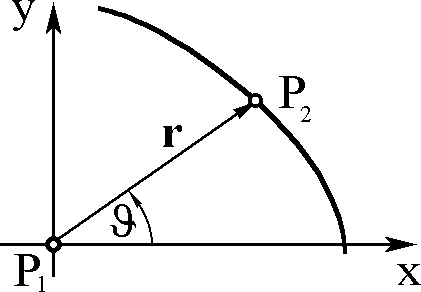 y
P₂
r
ϑ
P₁
x